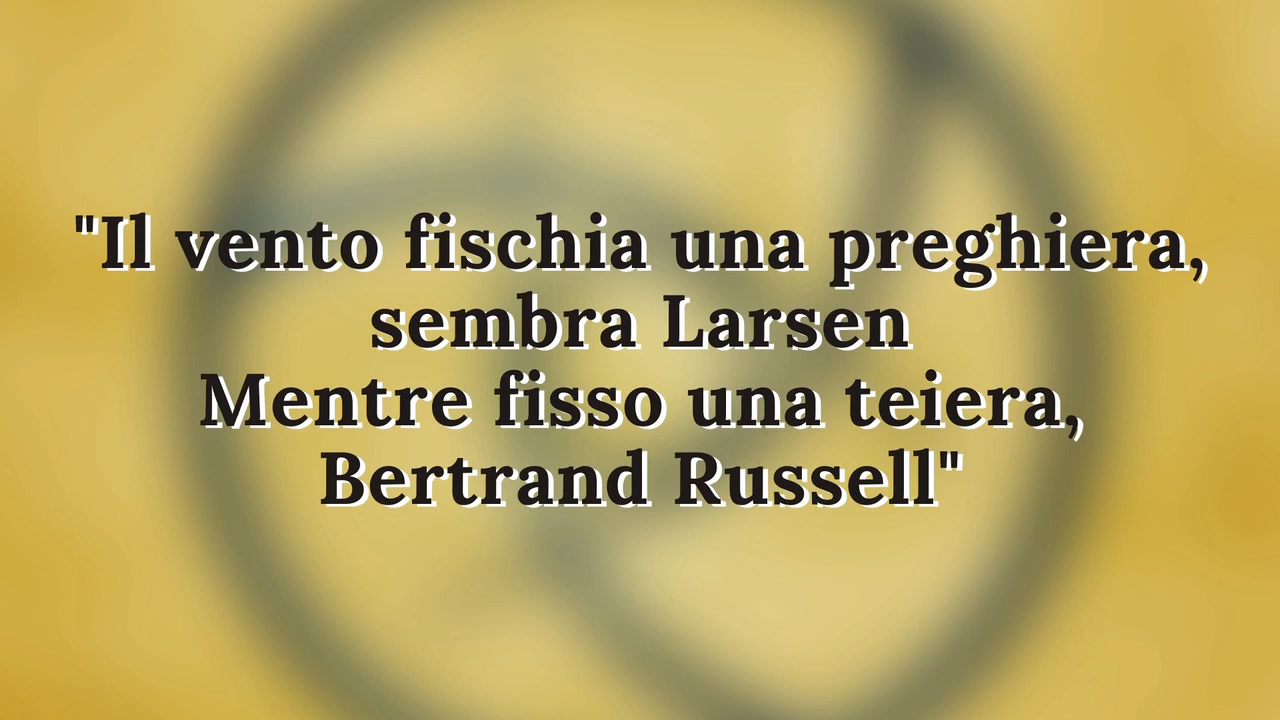 "Il vento fischia una preghiera,
sembra Larsen
Mentre fisso una teiera,
Bertrand Russell"